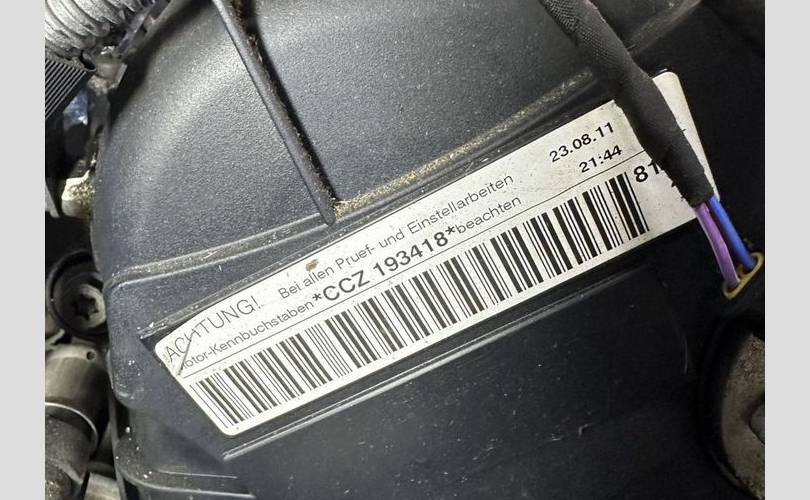 23.08.11
21:44
ACHTUNG! Bei allen Pruef- und Einstellarbeiten
Motor-Kennbuchstaben *CCZ 193418* beachten